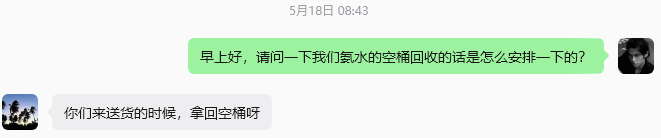 5月18日 08:43
早上好，请问一下我们氨水的空桶回收的话是怎么安排一下的？
你们来送货的时候，拿回空桶呀